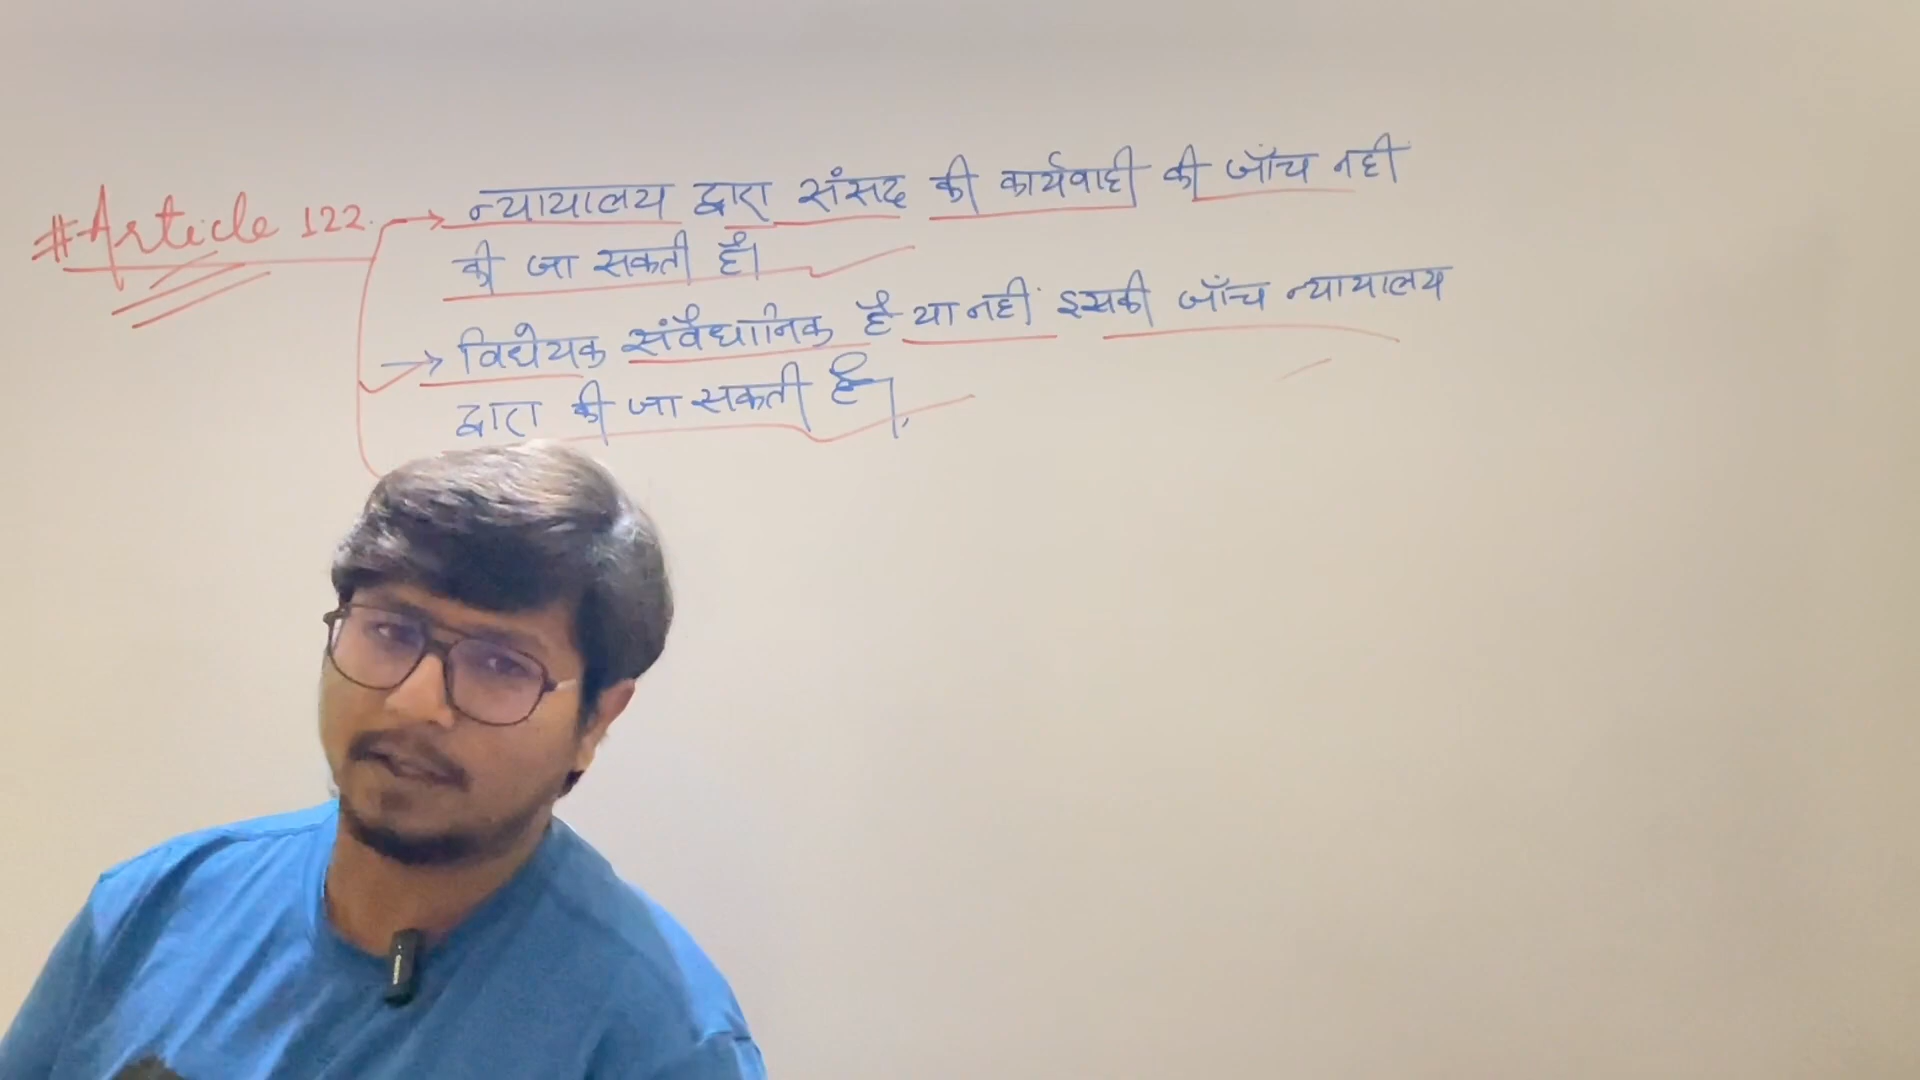 #Article 122.
न्यायालय द्वारा संसद की कार्यवाही की जाँच नही
की जा सकती है।
विधेयक संवैधानिक है या नहीं इसकी जाँच न्यायालय
द्वारा की जा सकती है।